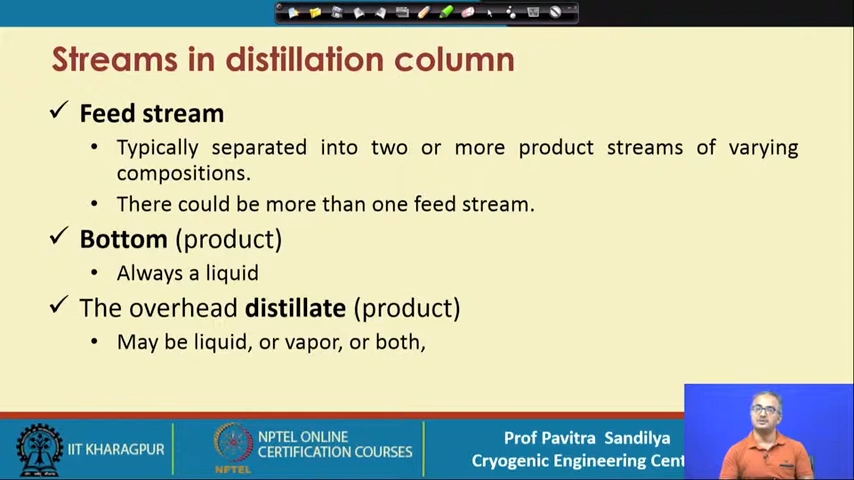 Streams in distillation column
✓ Feed stream
• Typically separated into two or more product streams of varying
compositions.
• There could be more than one feed stream.
✓ Bottom (product)
• Always a liquid
✓ The overhead distillate (product)
• May be liquid, or vapor, or both,
IIT KHARAGPUR
NPTEL
NPTEL ONLINE
CERTIFICATION COURSES
Prof Pavitra Sandilya
Cryogenic Engineering Cent